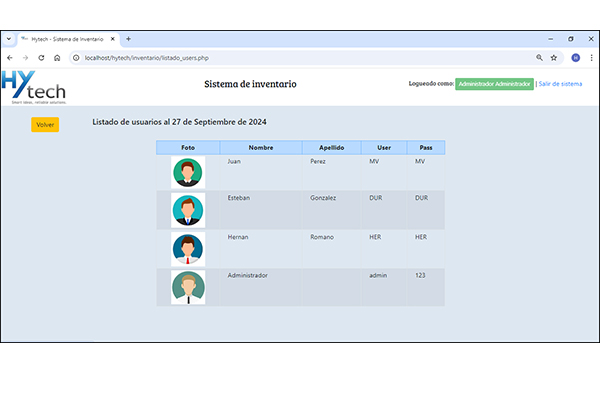 Hytech - Sistema de Inventario
localhost/hytech/inventario/listado_users.php
N
HYtech
Smart ideas, reliable solutions.
Sistema de inventario
Logueado como: Administrador Administrador | Salir de sistema
Volver
Listado de usuarios al 27 de Septiembre de 2024
Foto Nombre Apellido User Pass
Juan Perez MV MV
Esteban Gonzalez DUR DUR
Hernan Romano HER HER
Administrador admin 123